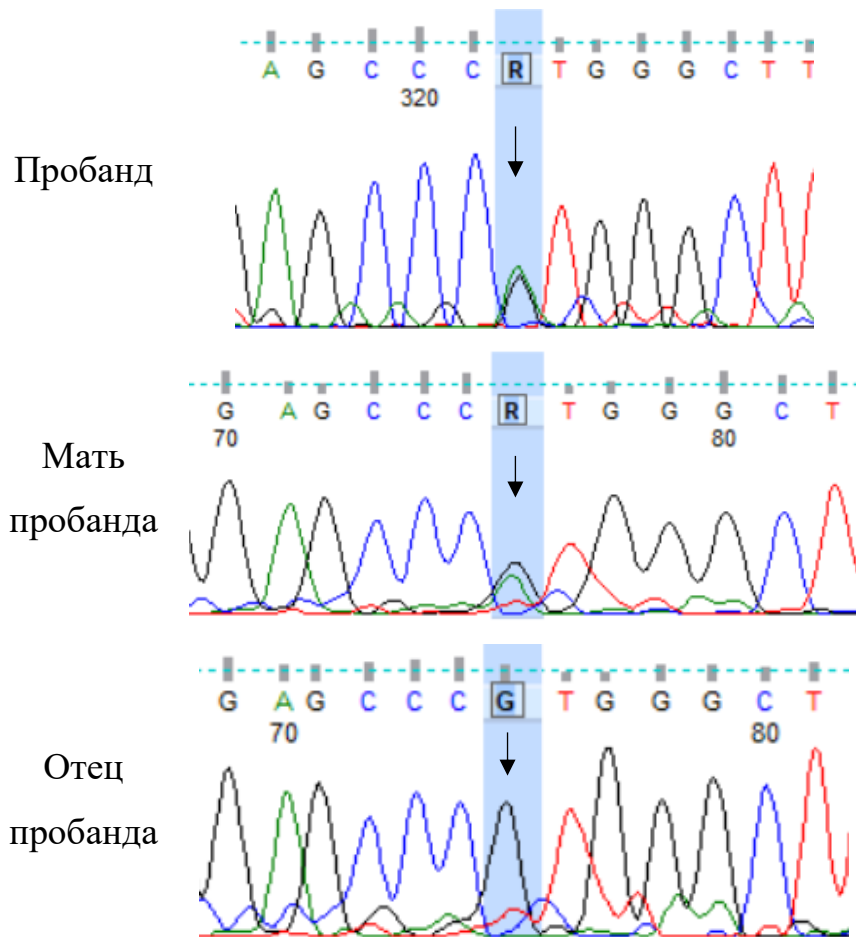 A G C C C R T G G G C T T
320
Пробанд
G A G C C C R T G G G C T
70 80
Мать
пробанда
G A G C C C G T G G G C T
70 80
Отец
пробанда